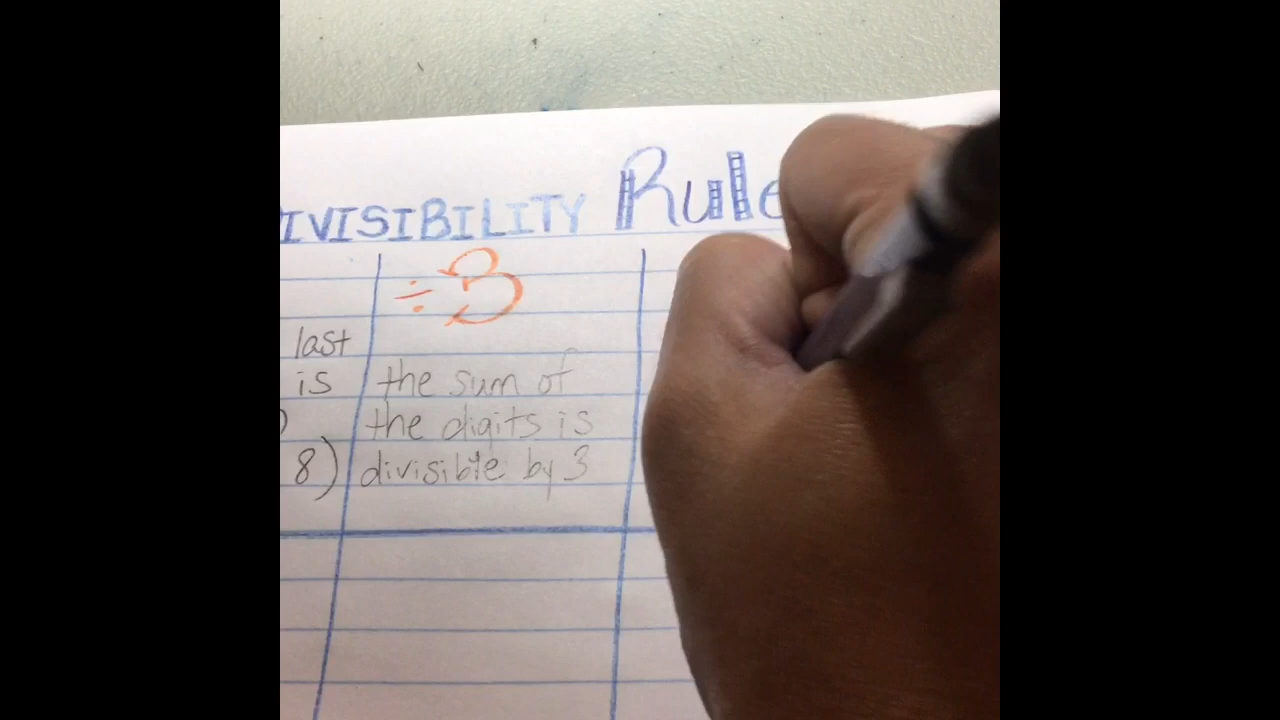 IVISIBILITY Rule
÷3
last
is
8)
the sum of
the digits is
divisible by 3